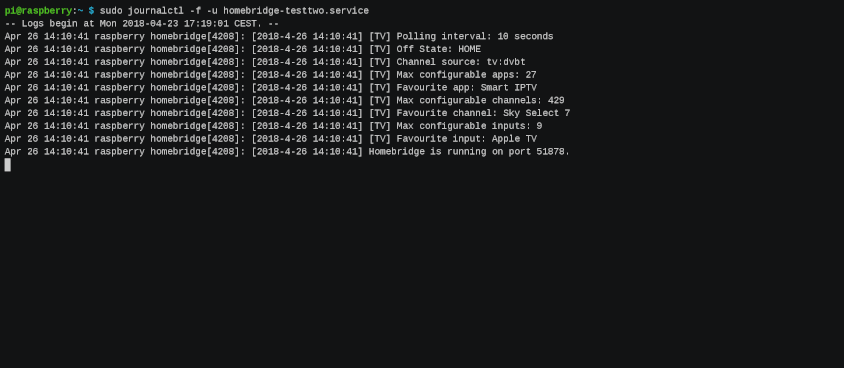 pi@raspberry:~ $ sudo journalctl -f -u homebridge-testtwo.service
-- Logs begin at Mon 2018-04-23 17:19:01 CEST. --
Apr 26 14:10:41 raspberry homebridge[4208]: [2018-4-26 14:10:41] [TV] Polling interval: 10 seconds
Apr 26 14:10:41 raspberry homebridge[4208]: [2018-4-26 14:10:41] [TV] Off State: HOME
Apr 26 14:10:41 raspberry homebridge[4208]: [2018-4-26 14:10:41] [TV] Channel source: tv:dvbt
Apr 26 14:10:41 raspberry homebridge[4208]: [2018-4-26 14:10:41] [TV] Max configurable apps: 27
Apr 26 14:10:41 raspberry homebridge[4208]: [2018-4-26 14:10:41] [TV] Favourite app: Smart IPTV
Apr 26 14:10:41 raspberry homebridge[4208]: [2018-4-26 14:10:41] [TV] Max configurable channels: 429
Apr 26 14:10:41 raspberry homebridge[4208]: [2018-4-26 14:10:41] [TV] Favourite channel: Sky Select 7
Apr 26 14:10:41 raspberry homebridge[4208]: [2018-4-26 14:10:41] [TV] Max configurable inputs: 9
Apr 26 14:10:41 raspberry homebridge[4208]: [2018-4-26 14:10:41] [TV] Favourite input: Apple TV
Apr 26 14:10:41 raspberry homebridge[4208]: [2018-4-26 14:10:41] Homebridge is running on port 51878.